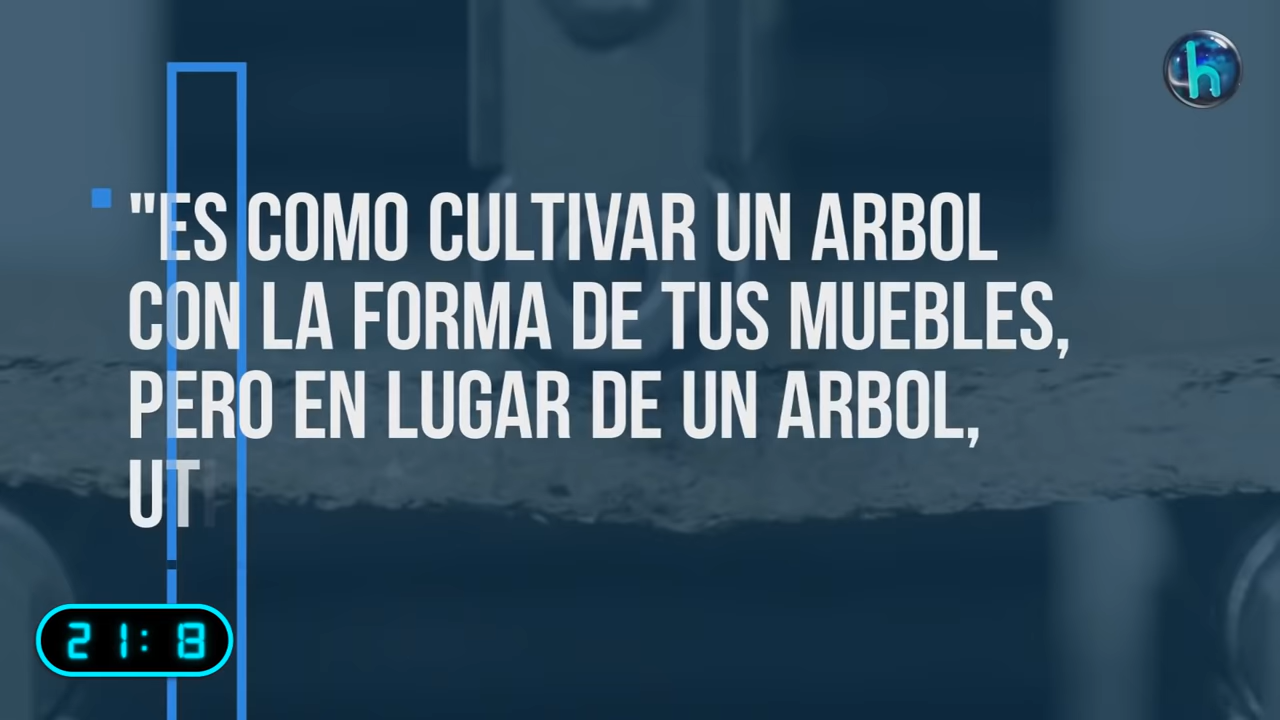 h
"ES COMO CULTIVAR UN ARBOL
CON LA FORMA DE TUS MUEBLES,
PERO EN LUGAR DE UN ARBOL,
UTI
21: 8